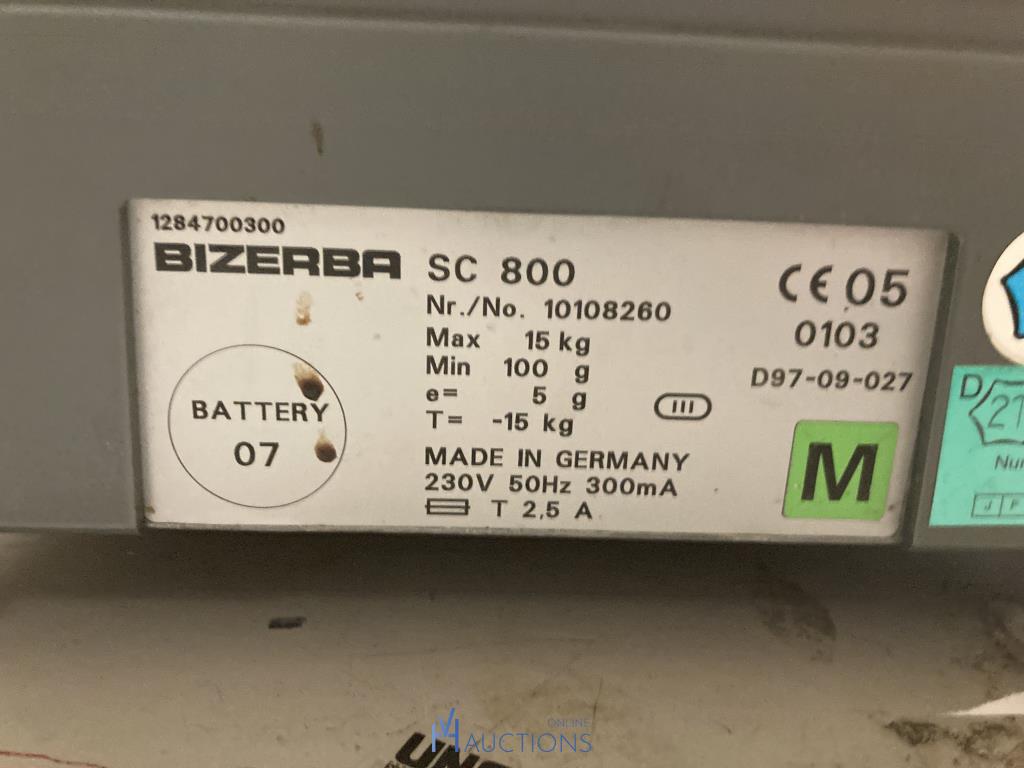 1284700300
BIZERBA SC 800
Nr./No. 10108260
Max 15 kg
Min 100 g
e= 5 g
T= -15 kg
III
MADE IN GERMANY
230V 50Hz 300mA
T 2,5 A
BATTERY
07
CE 05
0103
D97-09-027
M
D
ONLINE
AUCTIONS